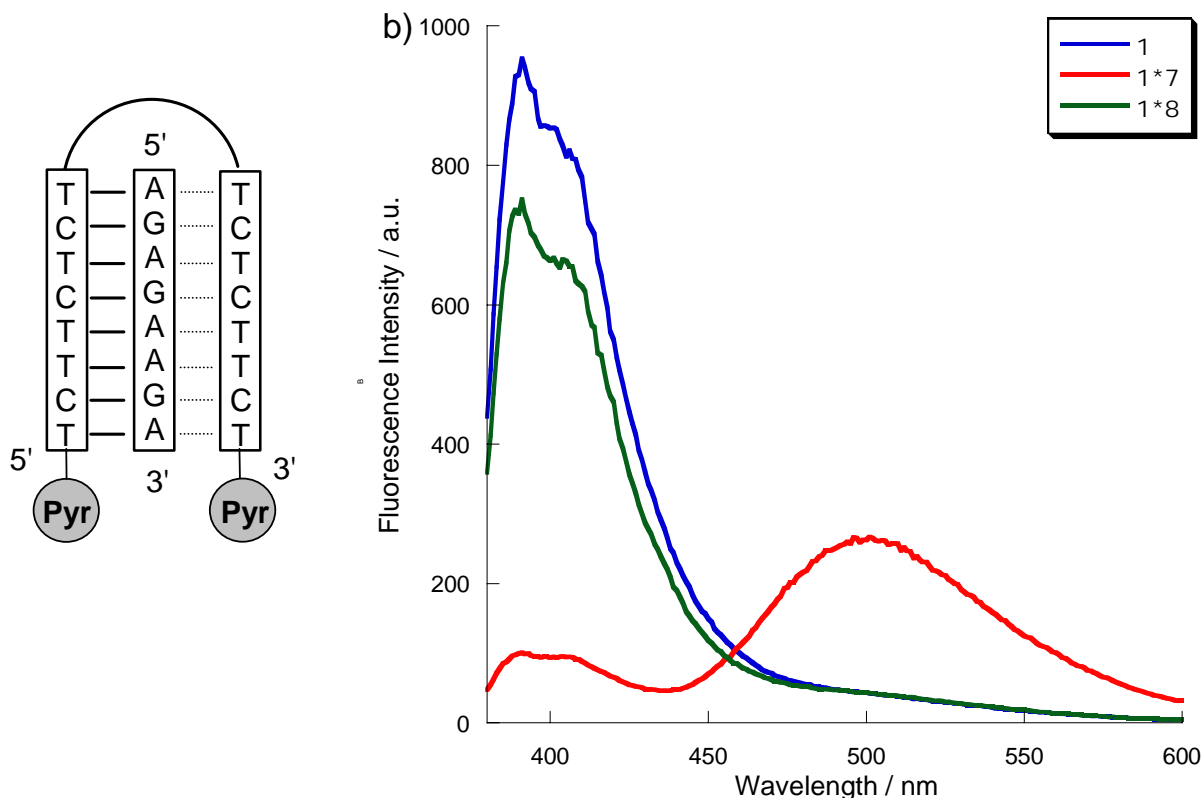 5'
T A T
C G C
T A T
C G C
T A T
T A T
C G C
T A T
5' 3' 3'
Pyr Pyr
b)
1000
800
600
400
200
0
400 450 500 550 600
Fluorescence Intensity / a.u.
Wavelength / nm
B
1
1*7
1*8